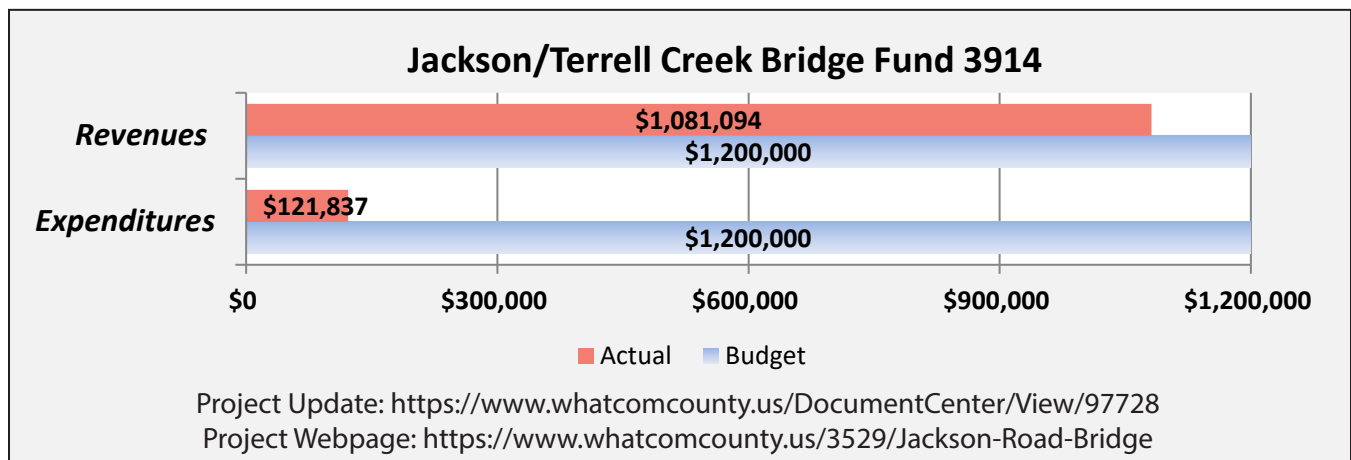 Jackson/Terrell Creek Bridge Fund 3914
Revenues
$1,081,094
$1,200,000
Expenditures
$121,837
$1,200,000
$0 $300,000 $600,000 $900,000 $1,200,000
Actual Budget
Project Update: https://www.whatcomcounty.us/DocumentCenter/View/97728
Project Webpage: https://www.whatcomcounty.us/3529/Jackson-Road-Bridge